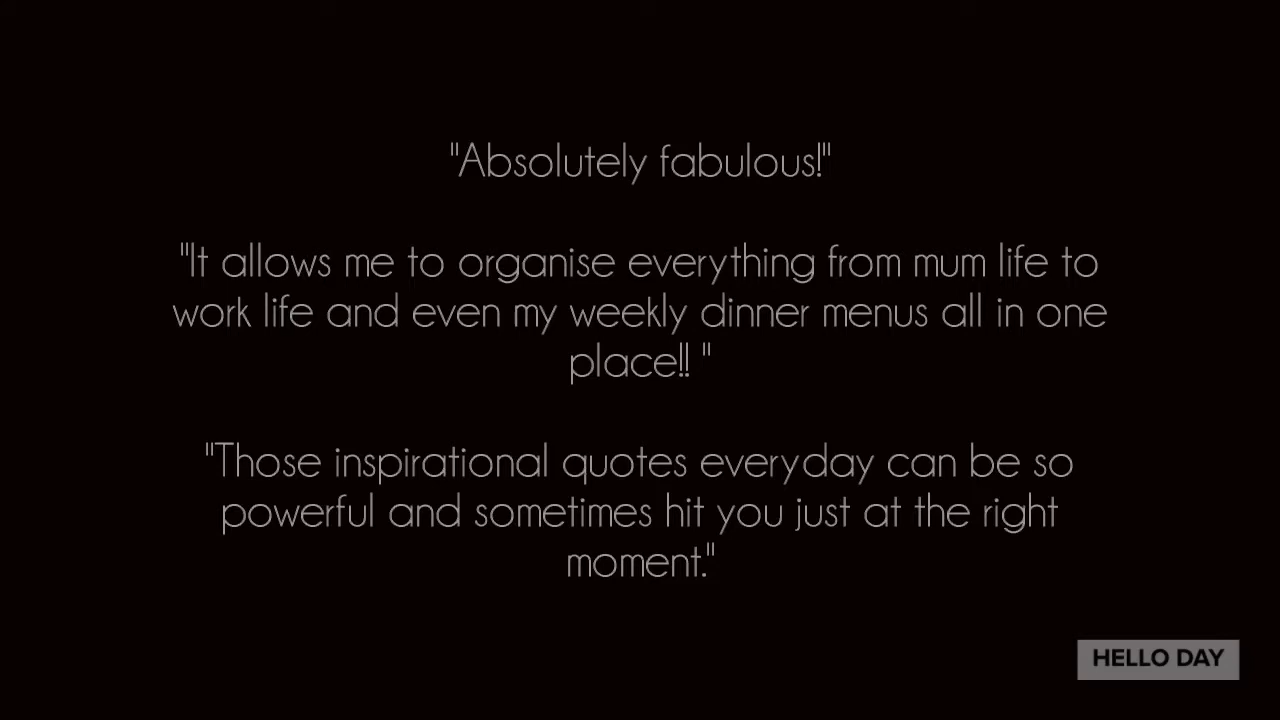 "Absolutely fabulous!"
"It allows me to organise everything from mum life to
work life and even my weekly dinner menus all in one
place!! "
"Those inspirational quotes everyday can be so
powerful and sometimes hit you just at the right
moment."
HELLO DAY